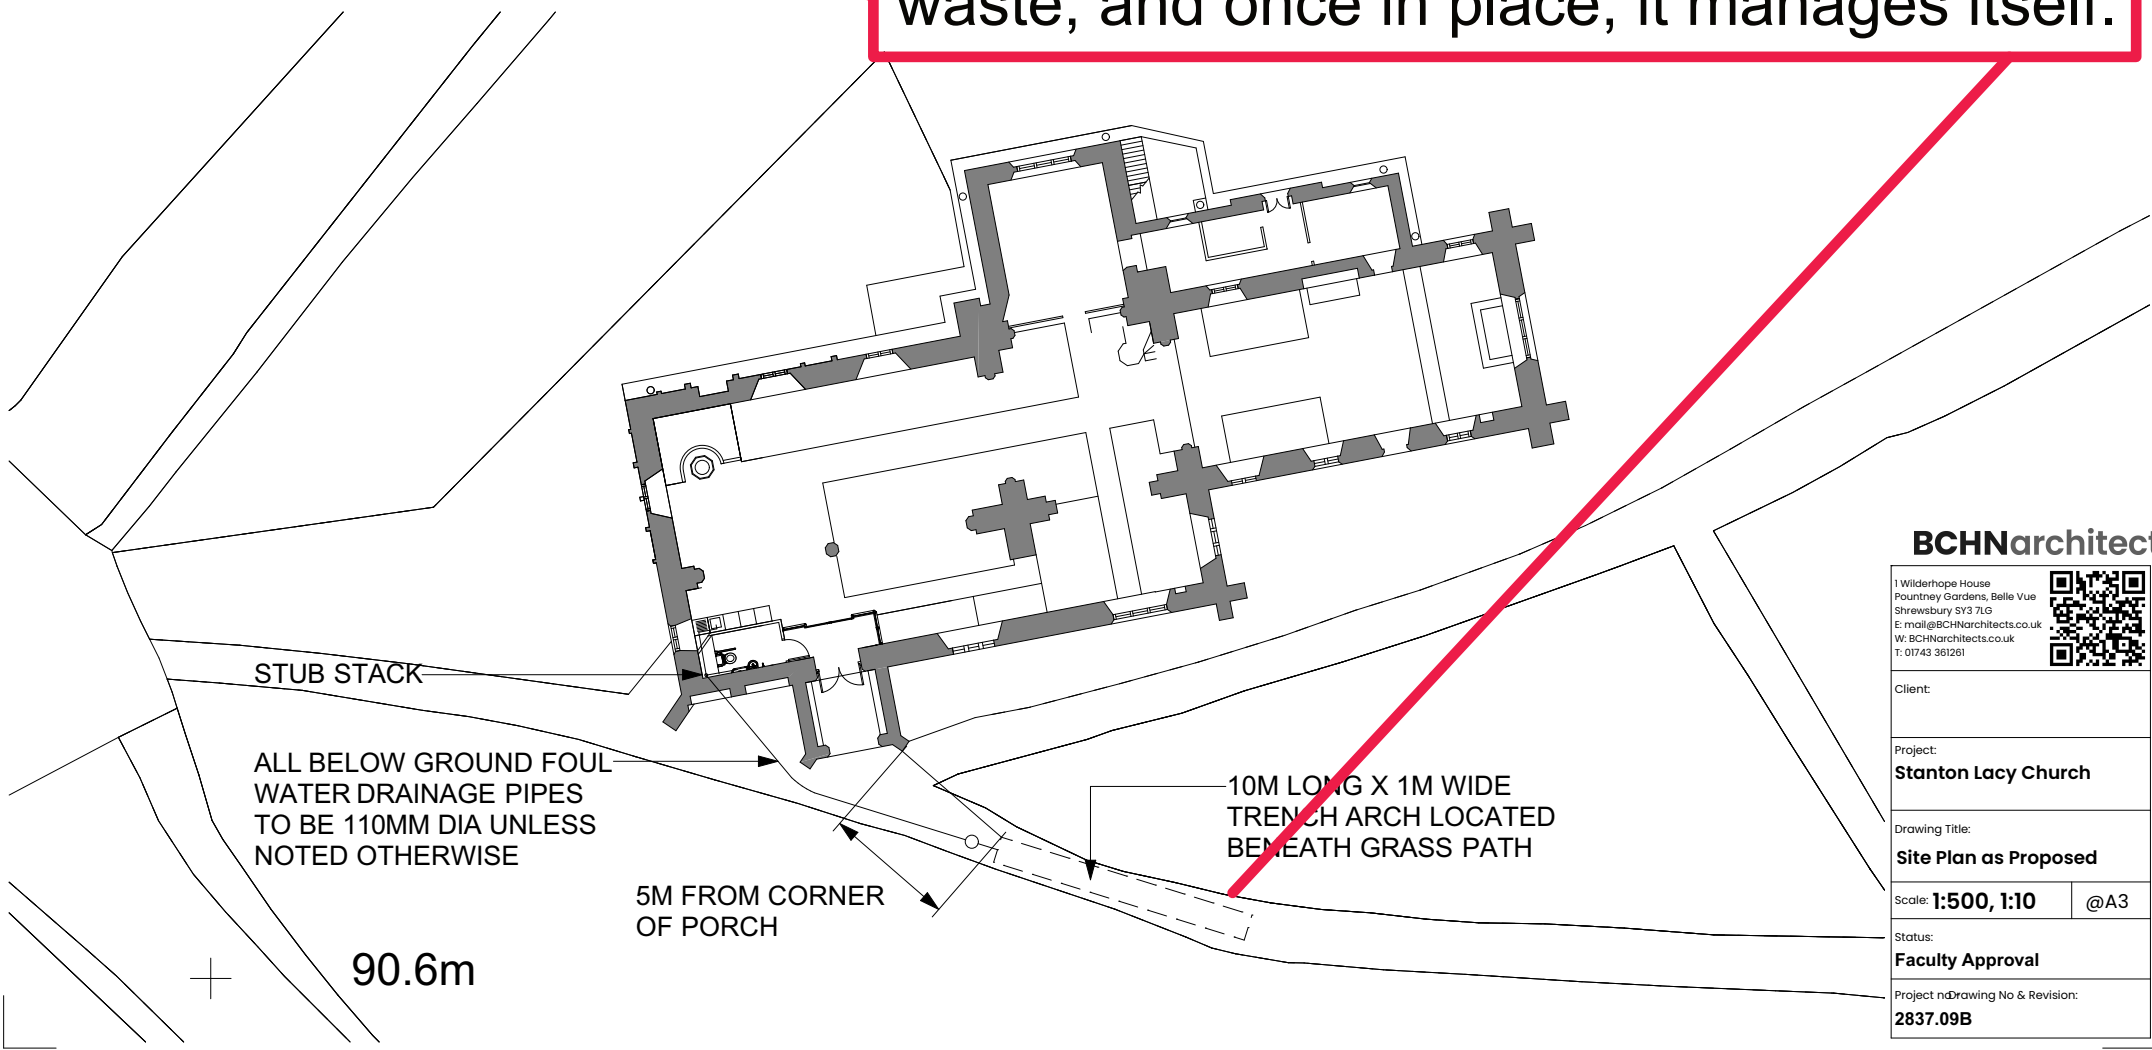 waste, and once in place, it manages itself.
STUB STACK
ALL BELOW GROUND FOUL
WATER DRAINAGE PIPES
TO BE 110MM DIA UNLESS
NOTED OTHERWISE
5M FROM CORNER
OF PORCH
10M LONG X 1M WIDE
TRENCH ARCH LOCATED
BENEATH GRASS PATH
90.6m
BCHNarchitect
1 Wilderhope House
Pountney Gardens, Belle Vue
Shrewsbury SY3 7LG
E: mail@BCHNarchitects.co.uk
W: BCHNarchitects.co.uk
T: 01743 361261
Client:
Project:
Stanton Lacy Church
Drawing Title:
Site Plan as Proposed
Scale: 1:500, 1:10 @A3
Status:
Faculty Approval
Project no Drawing No & Revision:
2837.09B